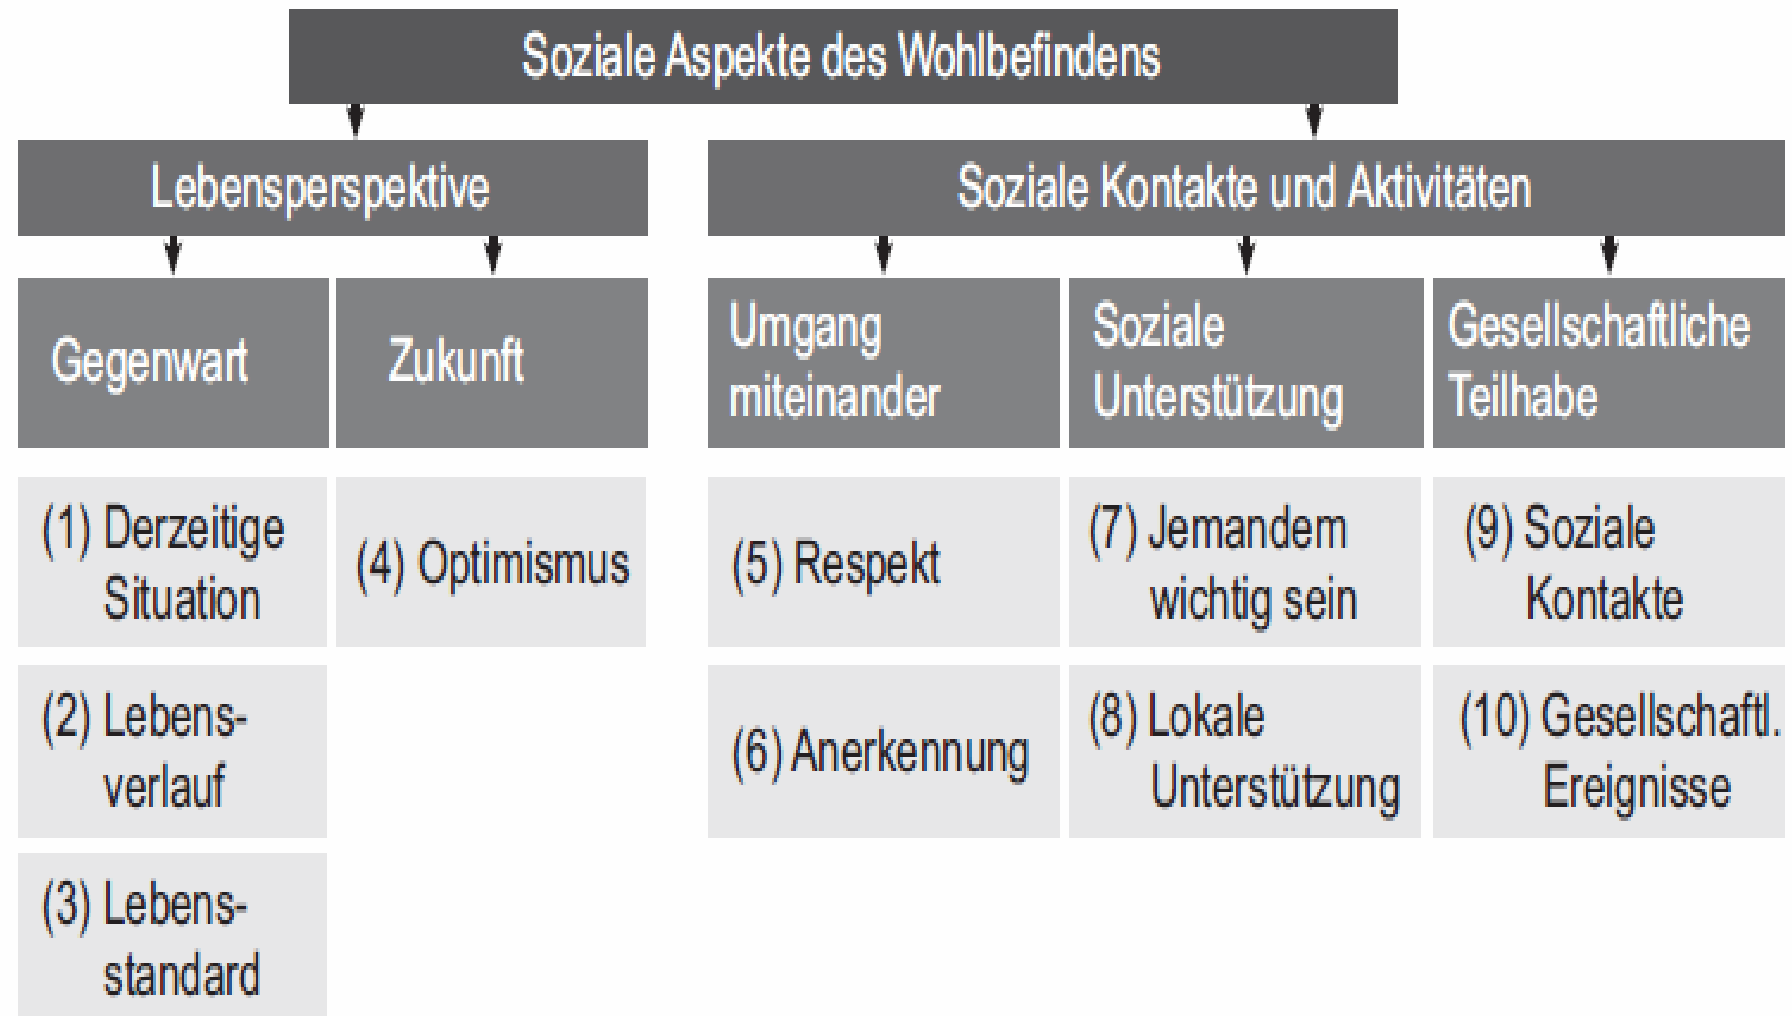 Soziale Aspekte des Wohlbefindens
Lebensperspektive
Soziale Kontakte und Aktivitäten
Gegenwart
Zukunft
Umgang
miteinander
Soziale
Unterstützung
Gesellschaftliche
Teilhabe
(1) Derzeitige
Situation
(2) Lebens-
verlauf
(3) Lebens-
standard
(4) Optimismus
(5) Respekt
(6) Anerkennung
(7) Jemandem
wichtig sein
(8) Lokale
Unterstützung
(9) Soziale
Kontakte
(10) Gesellschaftl.
Ereignisse